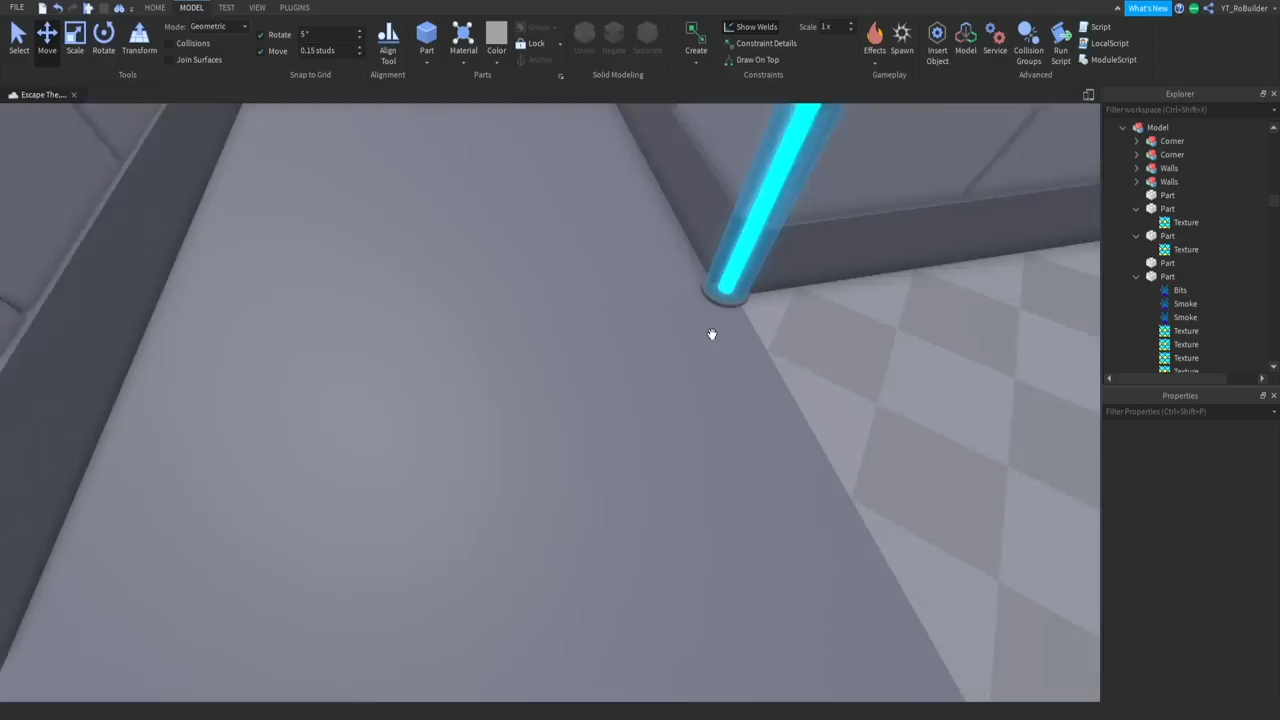 FILE HOME MODEL TEST VIEW PLUGINS What's New YT_RoBuilder
Select Move Scale Rotate Transform
Mode: Geometric
Collisions
Join Surfaces
Tools
Rotate 5°
Move 0.15 studs
Snap to Grid
Align Tool
Alignment
Part Material Color
Group
Lock
Anchor
Parts
Union Negate Separate
Solid Modeling
Create
Show Welds
Constraint Details
Draw On Top
Scale 1x
Constraints
Effects Spawn
Gameplay
Insert Object Model Service Collision Groups Run Script
Script
LocalScript
ModuleScript
Advanced
Escape The....
Explorer
Filter workspace (Ctrl+Shift+X)
Model
Corner
Corner
Walls
Walls
Part
Part
Texture
Part
Texture
Part
Part
Bits
Smoke
Smoke
Texture
Texture
Texture
Texture
Properties
Filter Properties (Ctrl+Shift+P)